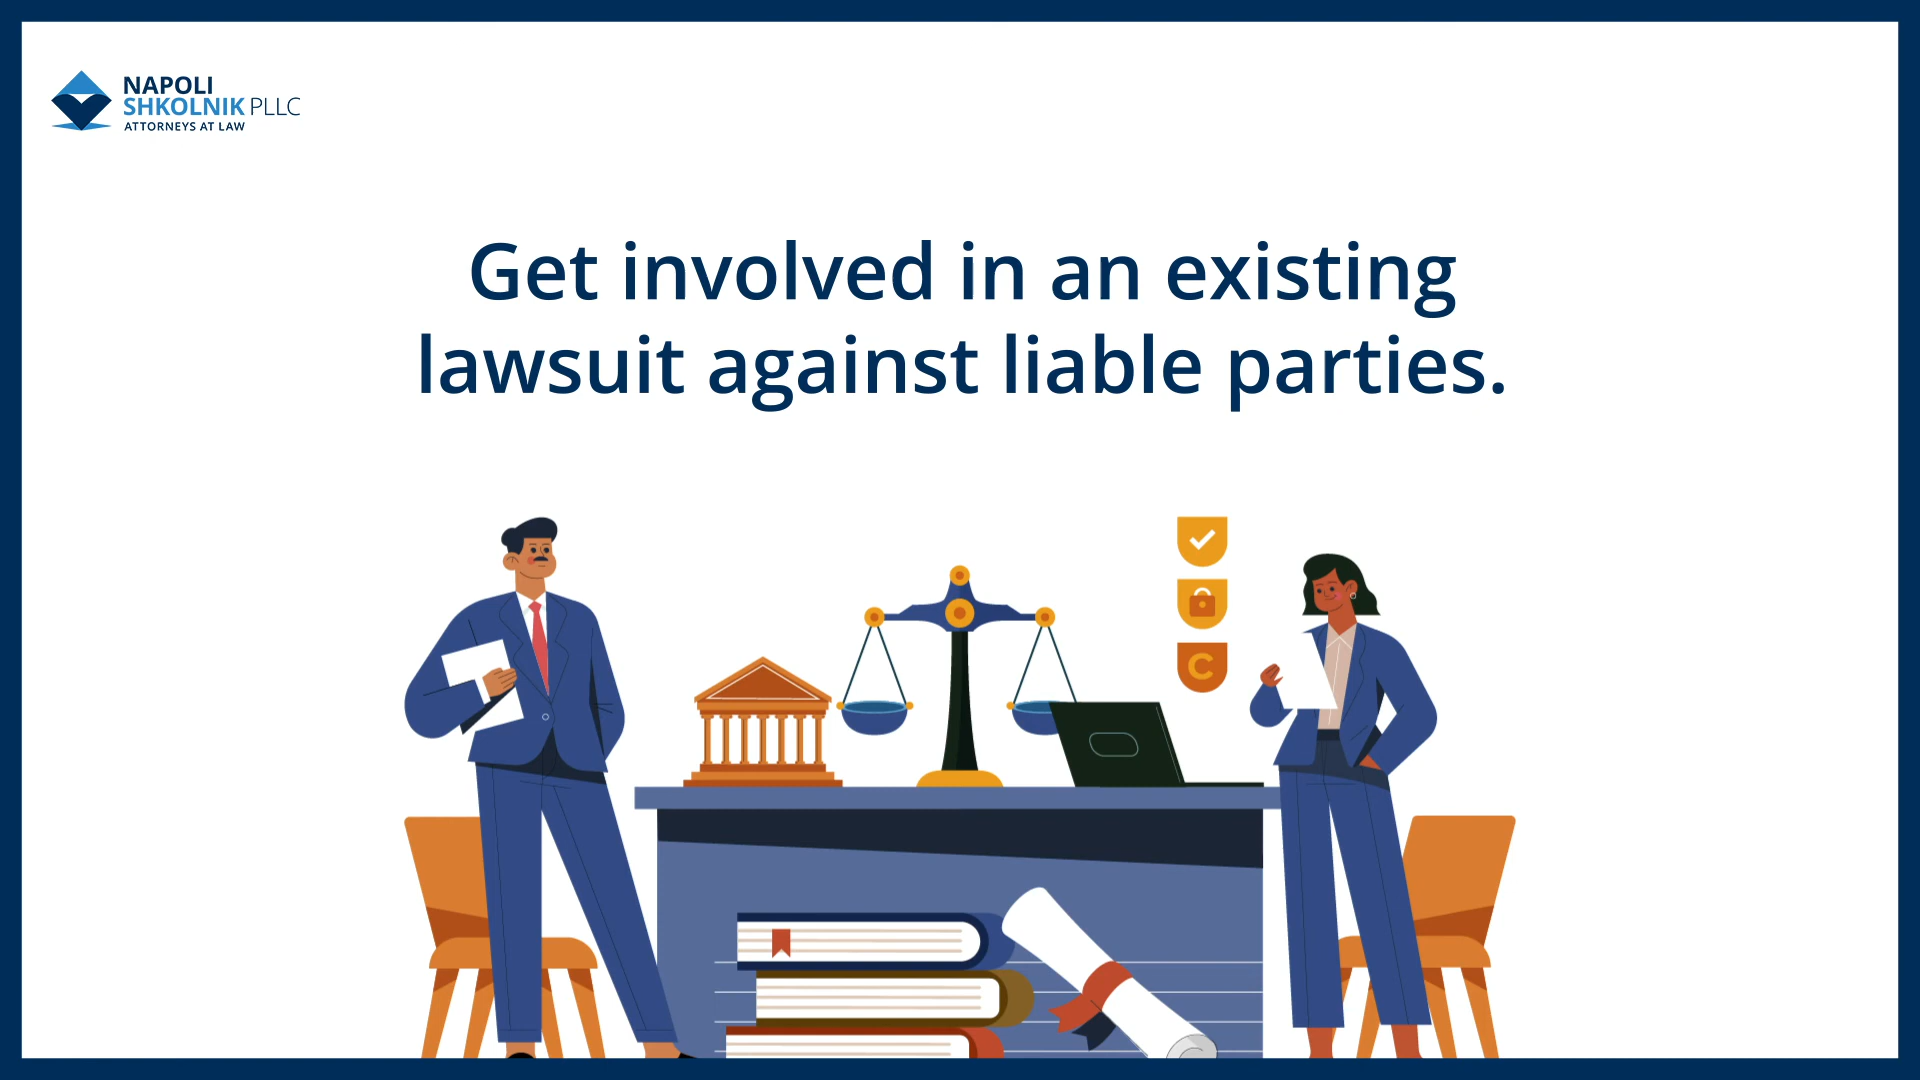 NAPOLI
SHKOLNIK PLLC
ATTORNEYS AT LAW
Get involved in an existing
lawsuit against liable parties.
C